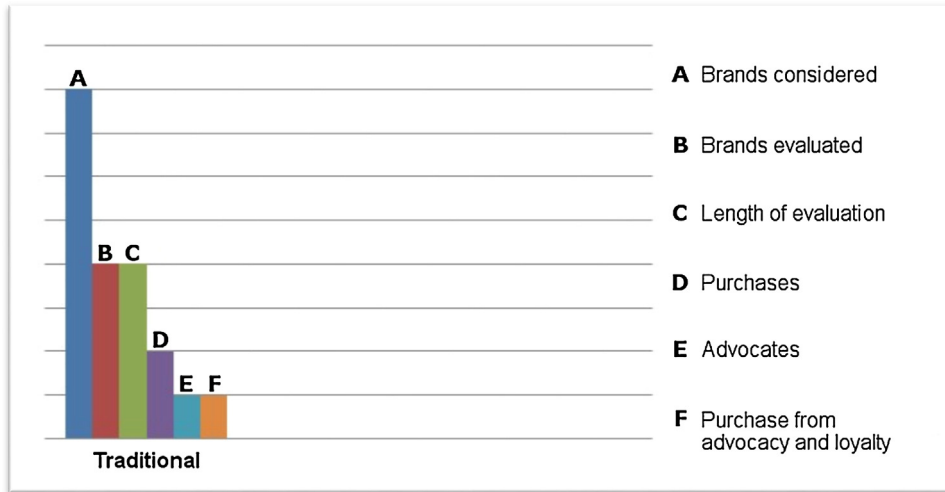 A
B C
D
E F
Traditional
A Brands considered
B Brands evaluated
C Length of evaluation
D Purchases
E Advocates
F Purchase from
advocacy and loyalty